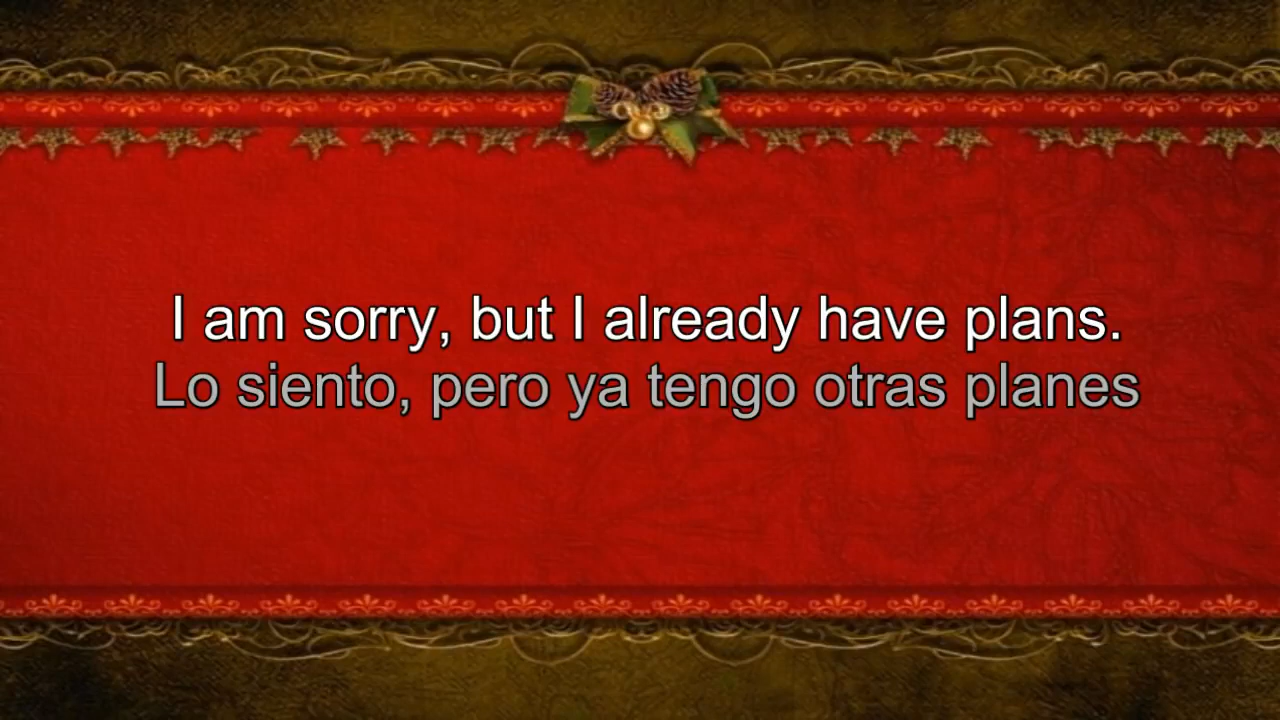 I am sorry, but I already have plans.
Lo siento, pero ya tengo otras planes